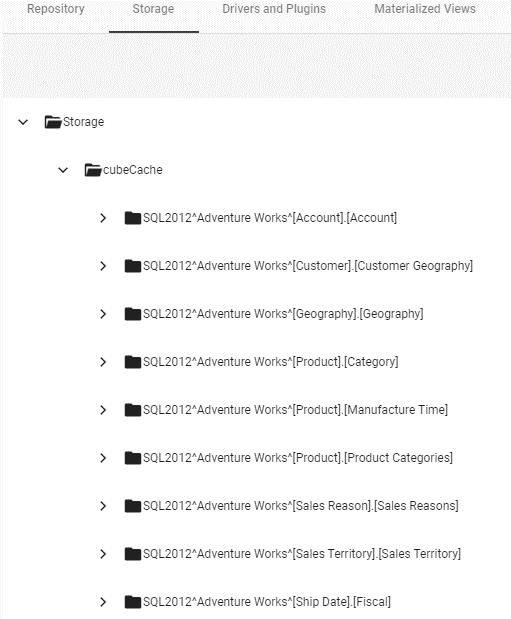 Repository Storage Drivers and Plugins Materialized Views
Storage
cubeCache
SQL2012^Adventure Works^[Account].[Account]
SQL2012^Adventure Works^[Customer].[Customer Geography]
SQL2012^Adventure Works^[Geography].[Geography]
SQL2012^Adventure Works^[Product].[Category]
SQL2012^Adventure Works^[Product].[Manufacture Time]
SQL2012^Adventure Works^[Product].[Product Categories]
SQL2012^Adventure Works^[Sales Reason].[Sales Reasons]
SQL2012^Adventure Works^[Sales Territory].[Sales Territory]
SQL2012^Adventure Works^[Ship Date].[Fiscal]